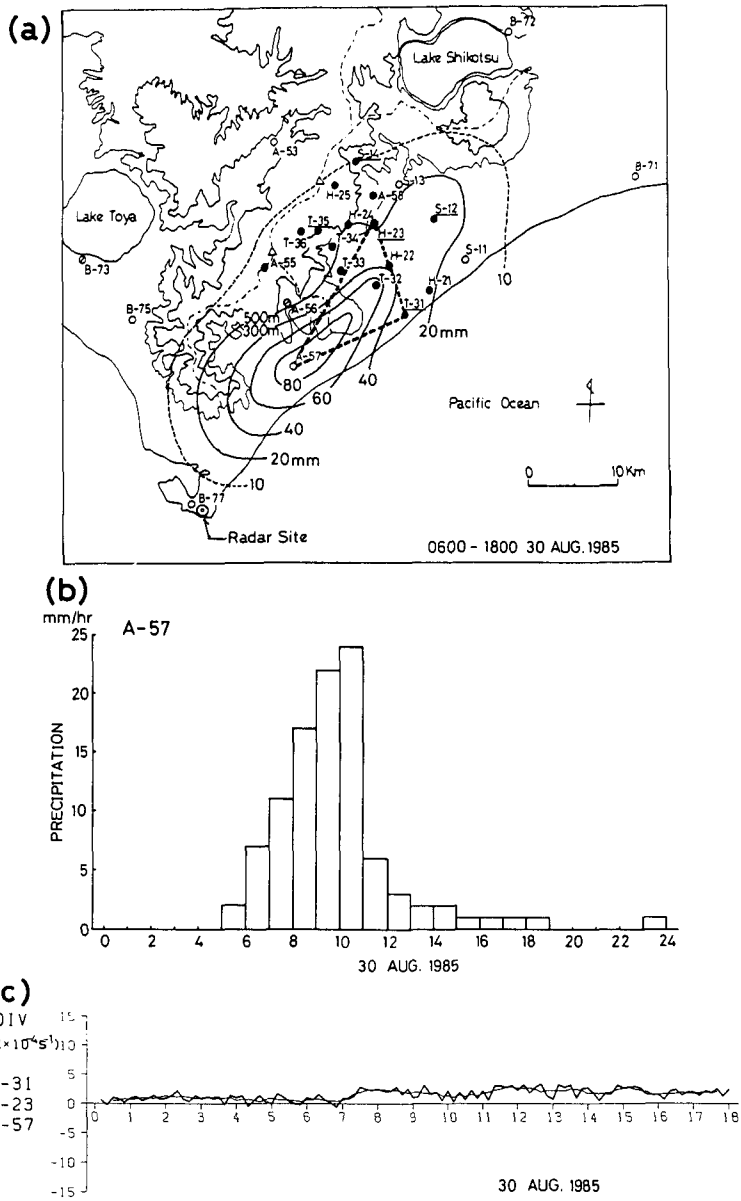 (a)
B-72
Lake Shikotsu
A-53
S-14
B-71
H-25
A-58
S-13
Lake Toya
T-35
H-24
S-12
T-36
T-34
H-23
S-11
B-73
A-55
T-33
H-22
10
T-32
H-21
B-75
500m
A-56
T-31
300m
20mm
A-57
80
40
60
Pacific Ocean
40
20mm
0 10Km
10
B-77
Radar Site
0600 - 1800 30 AUG. 1985
(b)
mm/hr
A-57
25
20
15
10
5
0
PRECIPITATION
0 2 4 6 8 10 12 14 16 18 20 22 24
30 AUG. 1985
c)
DIV
×10⁻⁴s⁻¹)
-31
-23
-57
15
10
5
0
-5
-10
-15
0 1 2 3 4 5 6 7 8 9 10 11 12 13 14 15 16 17 18
30 AUG. 1985